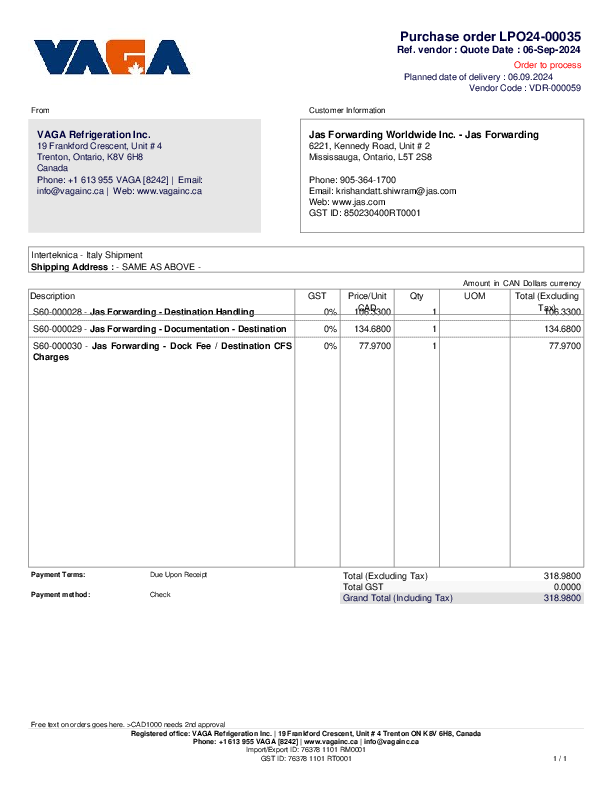 VAGA
Purchase order LPO24-00035
Ref. vendor : Quote Date : 06-Sep-2024
Order to process
Planned date of delivery : 06.09.2024
Vendor Code : VDR-000059
From
Customer Information
VAGA Refrigeration Inc.
19 Frankford Crescent, Unit # 4
Trenton, Ontario, K8V 6H8
Canada
Phone: +1 613 955 VAGA [8242] | Email:
info@vagainc.ca | Web: www.vagainc.ca
Jas Forwarding Worldwide Inc. - Jas Forwarding
6221, Kennedy Road, Unit # 2
Mississauga, Ontario, L5T 2S8
Phone: 905-364-1700
Email: krishandatt.shiwram@jas.com
Web: www.jas.com
GST ID: 850230400RT0001
Interteknica - Italy Shipment
Shipping Address : - SAME AS ABOVE -
Amount in CAN Dollars currency
Description GST Price/Unit CAD Qty UOM Total (Excluding Tax)
S60-000028 - Jas Forwarding - Destination Handling 0% 106.3300 1 106.3300
S60-000029 - Jas Forwarding - Documentation - Destination 0% 134.6800 1 134.6800
S60-000030 - Jas Forwarding - Dock Fee / Destination CFS 0% 77.9700 1 77.9700
Charges
Payment Terms: Due Upon Receipt
Payment method: Check
Total (Excluding Tax) 318.9800
Total GST 0.0000
Grand Total (Including Tax) 318.9800
Free text on orders goes here. >CAD1000 needs 2nd approval
Registered office: VAGA Refrigeration Inc. | 19 Frankford Crescent, Unit # 4 Trenton ON K8V 6H8, Canada
Phone: +1 613 955 VAGA [8242] | www.vagainc.ca | info@vagainc.ca
Import/Export ID: 76378 1101 RM0001
GST ID: 76378 1101 RT0001
1 / 1